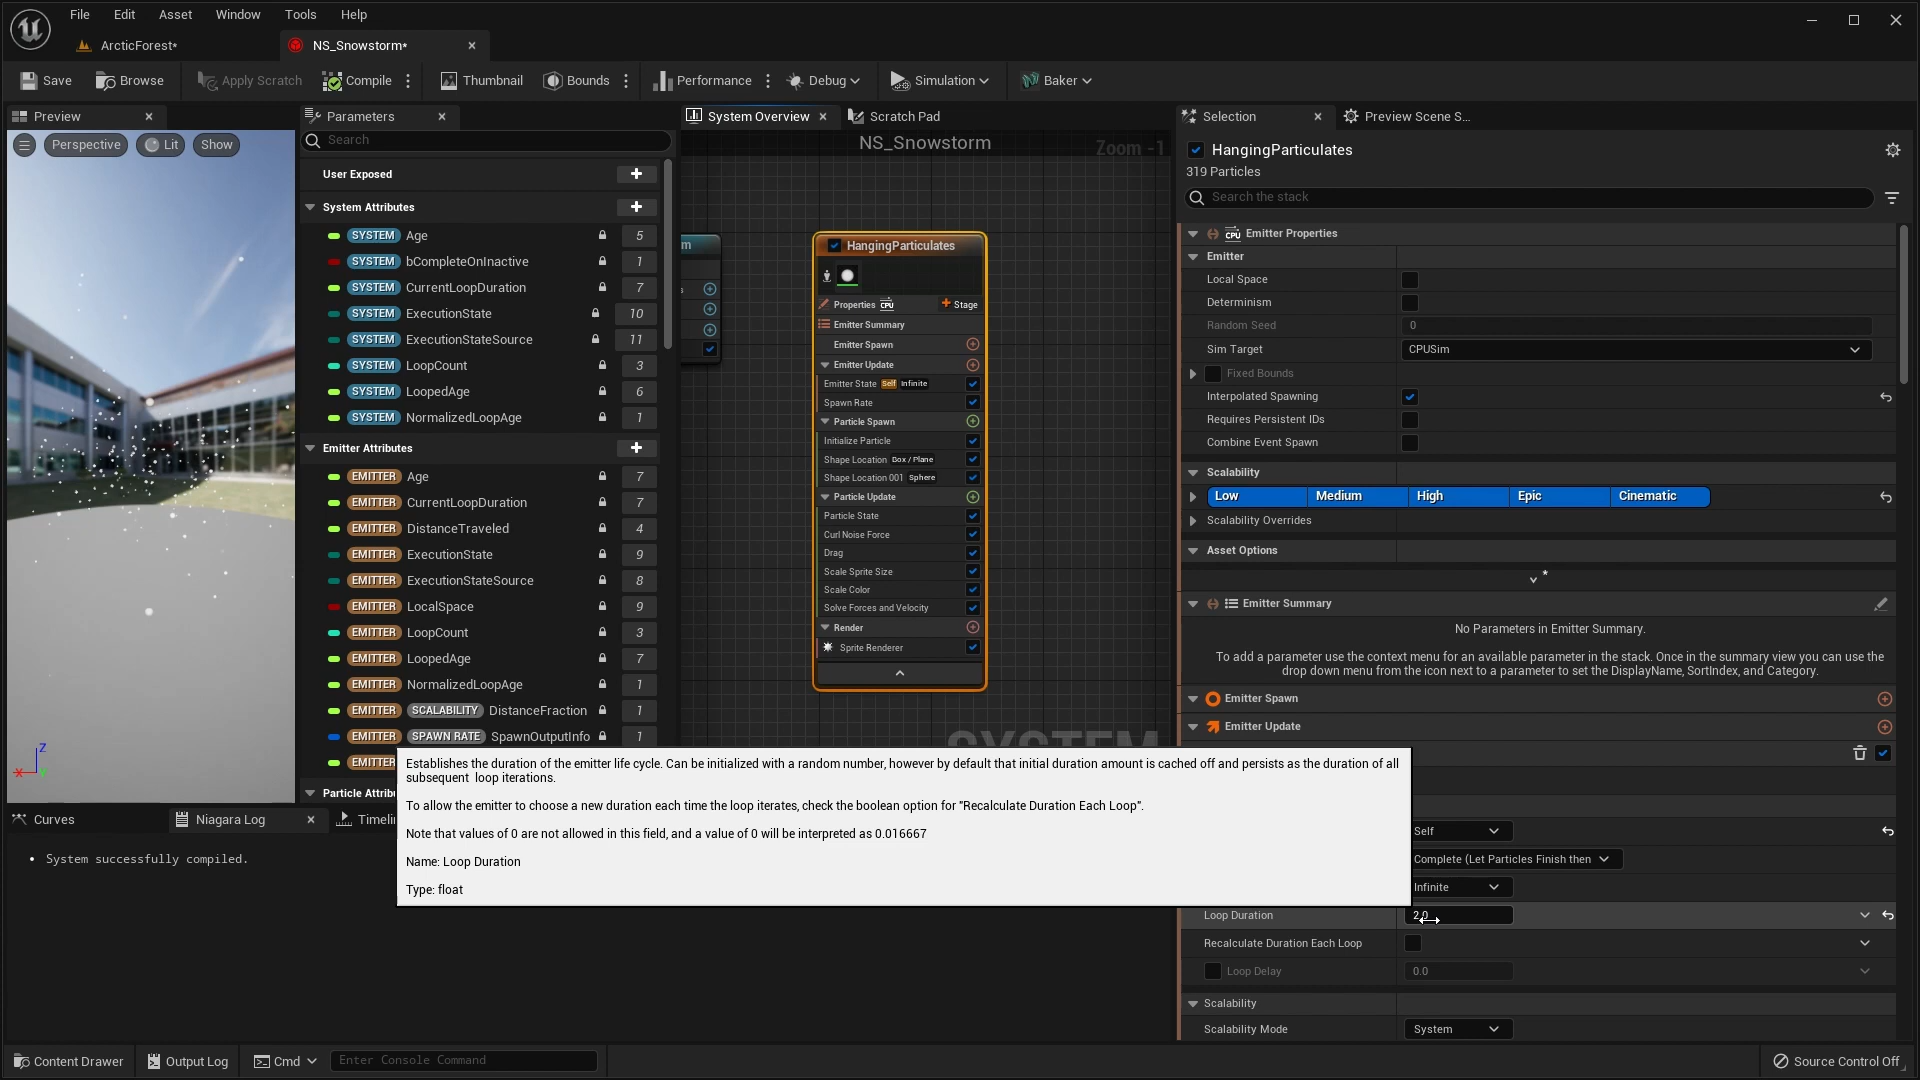 File Edit Asset Window Tools Help
ArcticForest*
NS_Snowstorm*
Save Browse Apply Scratch Compile Thumbnail Bounds Performance Debug Simulation Baker
Preview
Perspective Lit Show
Z
X
Parameters
Search
User Exposed
System Attributes
SYSTEM Age 5
SYSTEM bCompleteOnInactive 1
SYSTEM CurrentLoopDuration 7
SYSTEM ExecutionState 10
SYSTEM ExecutionStateSource 11
SYSTEM LoopCount 3
SYSTEM LoopedAge 6
SYSTEM NormalizedLoopAge 1
Emitter Attributes
EMITTER Age 7
EMITTER CurrentLoopDuration 7
EMITTER DistanceTraveled 4
EMITTER ExecutionState 9
EMITTER ExecutionStateSource 8
EMITTER LocalSpace 9
EMITTER LoopCount 3
EMITTER LoopedAge 7
EMITTER NormalizedLoopAge 1
EMITTER SCALABILITY DistanceFraction 1
EMITTER SPAWN RATE SpawnOutputInfo 1
EMITTER
Particle Attribu
System Overview Scratch Pad
NS_Snowstorm
Zoom -1
m
s
HangingParticulates
Properties CPU Stage
Emitter Summary
Emitter Spawn
Emitter Update
Emitter State Self Infinite
Spawn Rate
Particle Spawn
Initialize Particle
Shape Location Box / Plane
Shape Location 001 Sphere
Particle Update
Particle State
Curl Noise Force
Drag
Scale Sprite Size
Scale Color
Solve Forces and Velocity
Render
Sprite Renderer
SYSTEM
Establishes the duration of the emitter life cycle. Can be initialized with a random number, however by default that initial duration amount is cached off and persists as the duration of all
subsequent loop iterations.
To allow the emitter to choose a new duration each time the loop iterates, check the boolean option for "Recalculate Duration Each Loop".
Note that values of 0 are not allowed in this field, and a value of 0 will be interpreted as 0.016667
Name: Loop Duration
Type: float
Selection Preview Scene S...
HangingParticulates
319 Particles
Search the stack
CPU Emitter Properties
Emitter
Local Space
Determinism
Random Seed 0
Sim Target CPUSim
Fixed Bounds
Interpolated Spawning
Requires Persistent IDs
Combine Event Spawn
Scalability
Low Medium High Epic Cinematic
Scalability Overrides
Asset Options
*
Emitter Summary
No Parameters in Emitter Summary.
To add a parameter use the context menu for an available parameter in the stack. Once in the summary view you can use the
drop down menu from the icon next to a parameter to set the DisplayName, SortIndex, and Category.
Emitter Spawn
Emitter Update
Self
Complete (Let Particles Finish then
Infinite
Loop Duration 2.0
Recalculate Duration Each Loop
Loop Delay 0.0
Scalability
Scalability Mode System
Curves Niagara Log Timeli
System successfully compiled.
Content Drawer Output Log Cmd Enter Console Command
Source Control Off